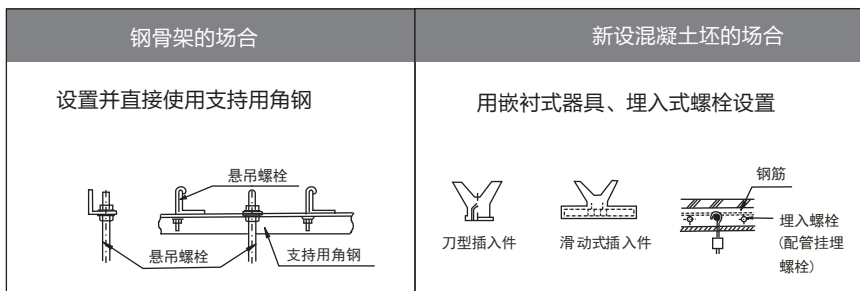 钢骨架的场合
新设混凝土坯的场合
设置并直接使用支持用角钢
用嵌衬式器具、埋入式螺栓设置
悬吊螺栓
悬吊螺栓
支持用角钢
刀型插入件
滑动式插入件
钢筋
埋入螺栓
(配管挂埋
螺栓)